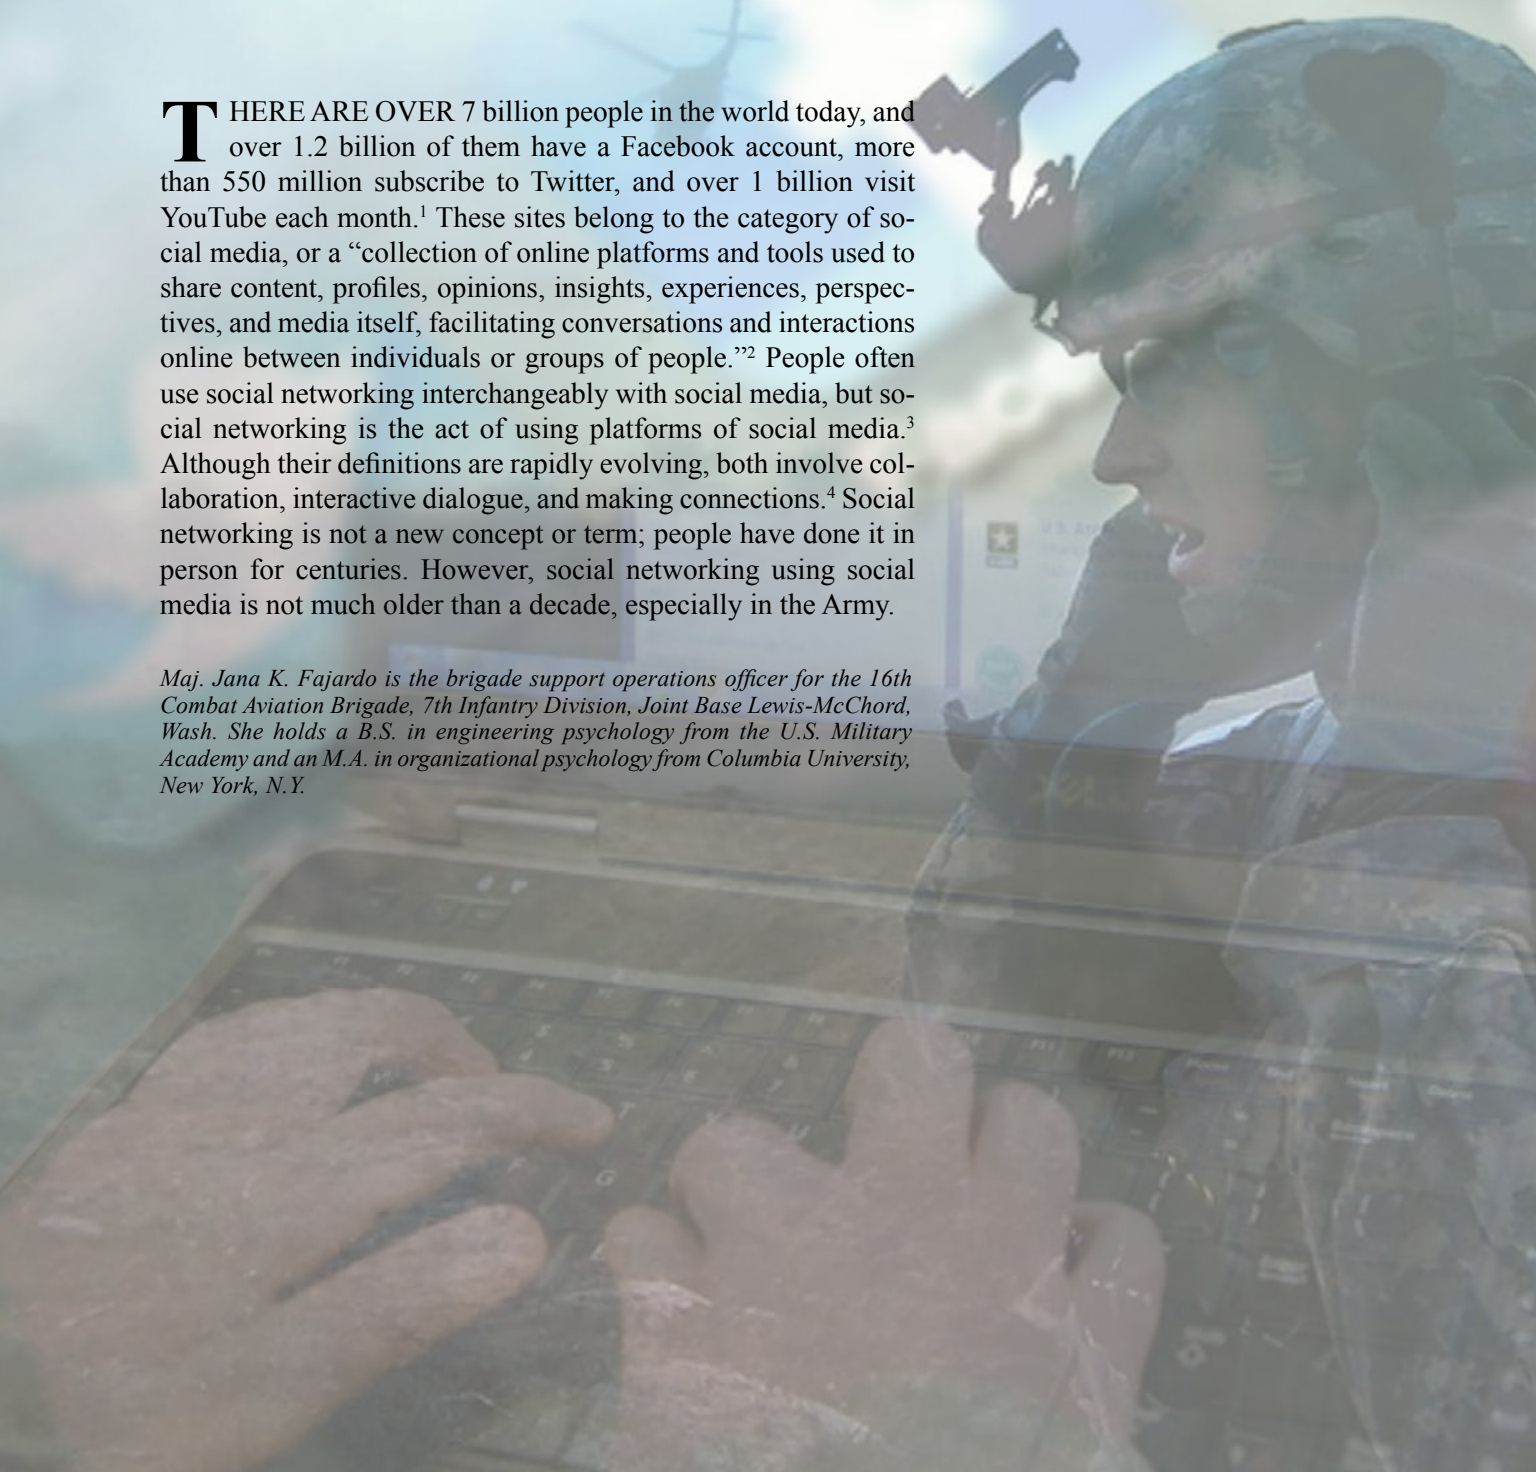 THERE ARE OVER 7 billion people in the world today, and
over 1.2 billion of them have a Facebook account, more
than 550 million subscribe to Twitter, and over 1 billion visit
YouTube each month.1 These sites belong to the category of so-
cial media, or a “collection of online platforms and tools used to
share content, profiles, opinions, insights, experiences, perspec-
tives, and media itself, facilitating conversations and interactions
online between individuals or groups of people.”2 People often
use social networking interchangeably with social media, but so-
cial networking is the act of using platforms of social media.3
Although their definitions are rapidly evolving, both involve col-
laboration, interactive dialogue, and making connections.4 Social
networking is not a new concept or term; people have done it in
person for centuries. However, social networking using social
media is not much older than a decade, especially in the Army.
Maj. Jana K. Fajardo is the brigade support operations officer for the 16th
Combat Aviation Brigade, 7th Infantry Division, Joint Base Lewis-McChord,
Wash. She holds a B.S. in engineering psychology from the U.S. Military
Academy and an M.A. in organizational psychology from Columbia University,
New York, N.Y.
U.S. Army
DELL